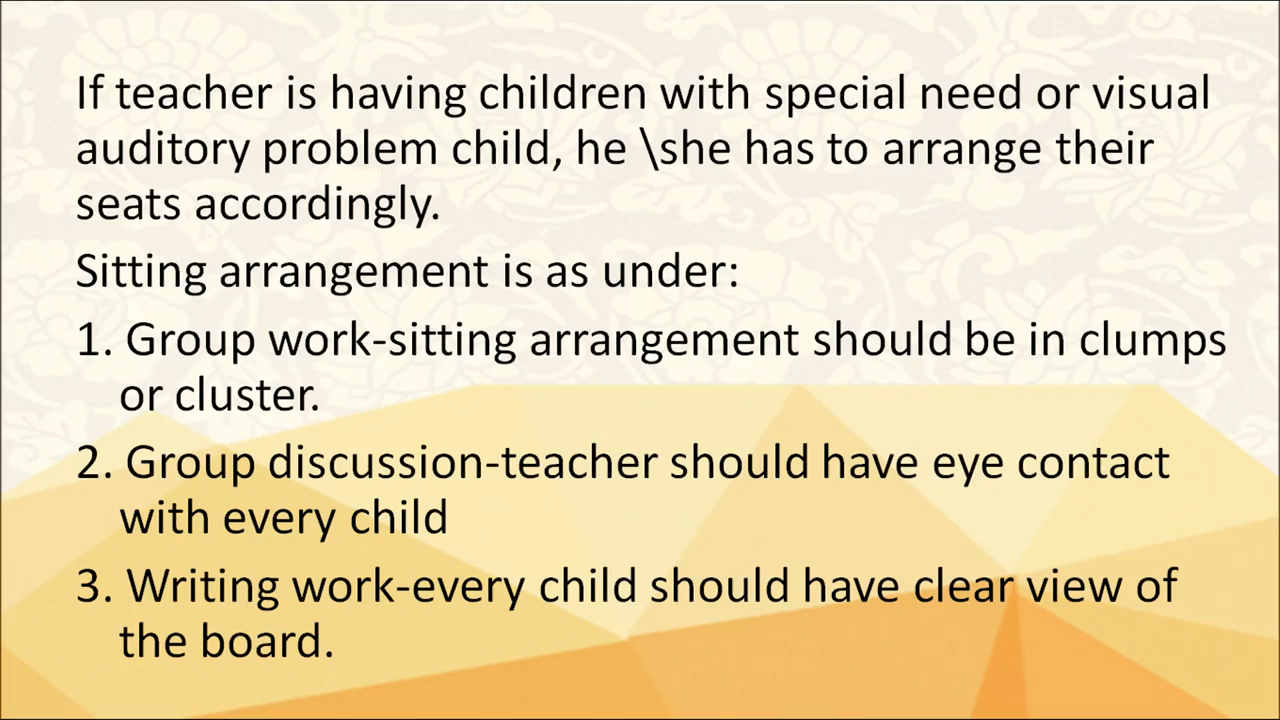 If teacher is having children with special need or visual
auditory problem child, he \she has to arrange their
seats accordingly.
Sitting arrangement is as under:
1. Group work-sitting arrangement should be in clumps
or cluster.
2. Group discussion-teacher should have eye contact
with every child
3. Writing work-every child should have clear view of
the board.